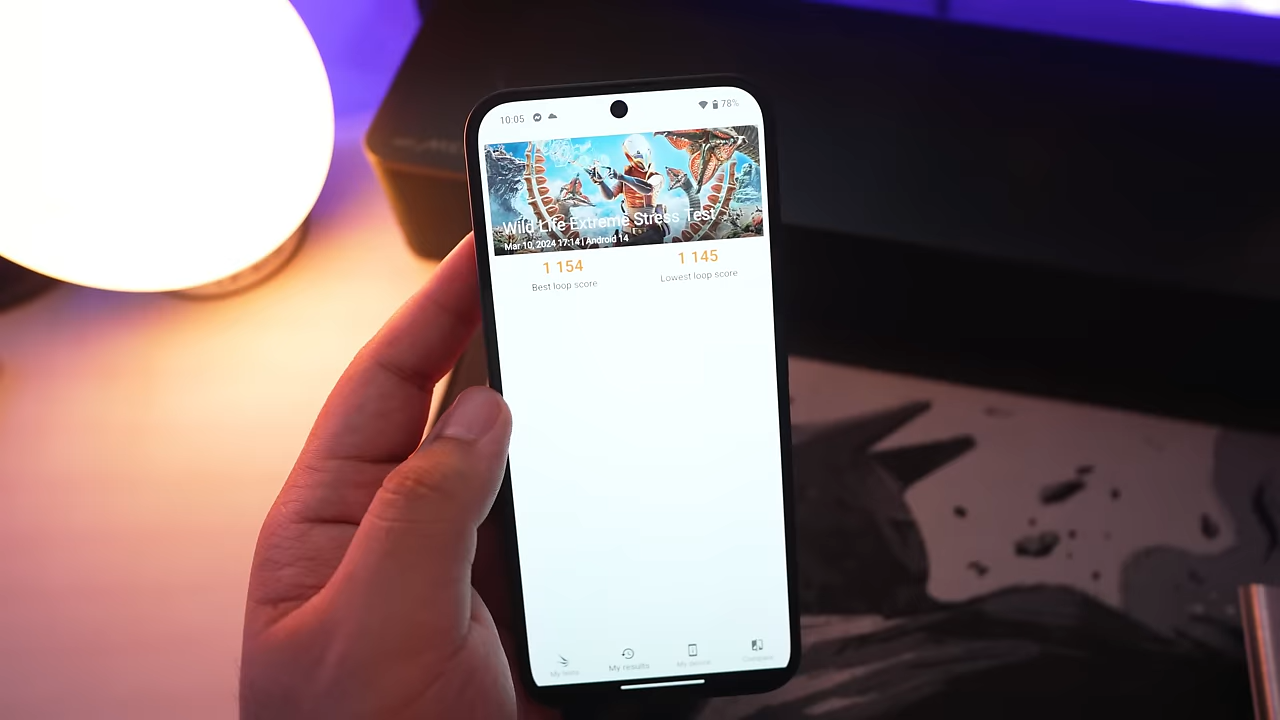 10:05
78%
Wild Life Extreme Stress Test
Mar 10, 2024 17:14 | Android 14
1 154
1 145
Best loop score
Lowest loop score
My results